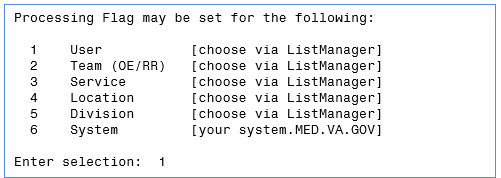 Processing Flag may be set for the following:
1 User [choose via ListManager]
2 Team (OE/RR) [choose via ListManager]
3 Service [choose via ListManager]
4 Location [choose via ListManager]
5 Division [choose via ListManager]
6 System [your system.MED.VA.GOV]
Enter selection: 1